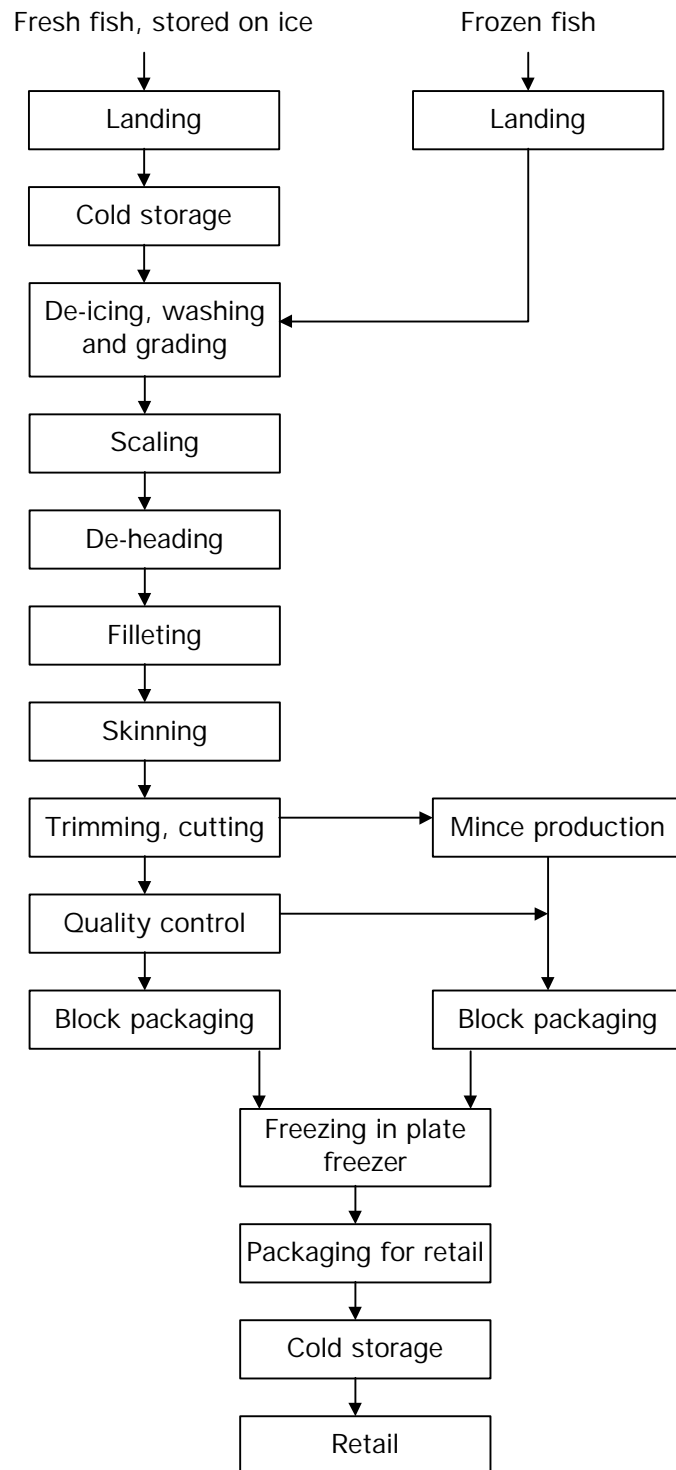 Fresh fish, stored on ice
Frozen fish
Landing
Landing
Cold storage
De-icing, washing
and grading
Scaling
De-heading
Filleting
Skinning
Trimming, cutting
Mince production
Quality control
Block packaging
Block packaging
Freezing in plate
freezer
Packaging for retail
Cold storage
Retail